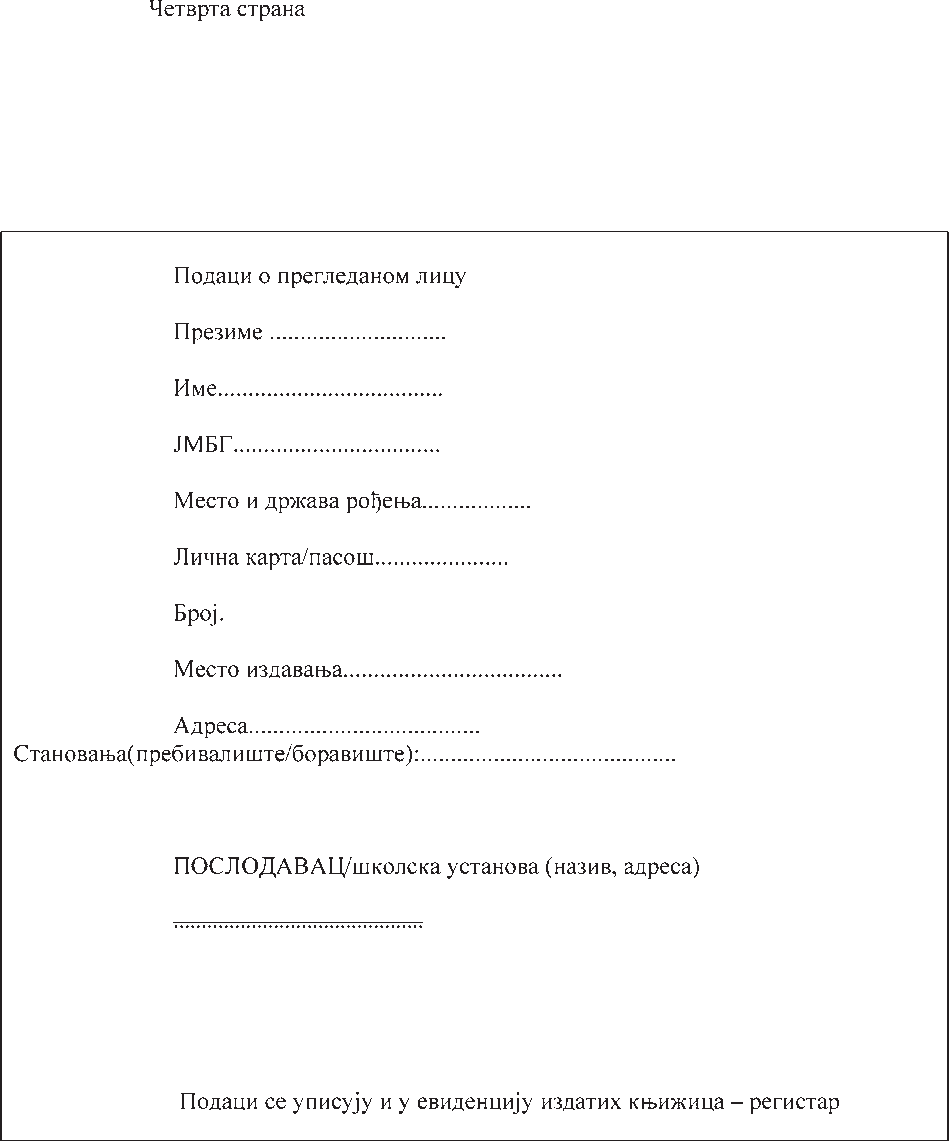 Четврта страна
Подаци о прегледаном лицу
Презиме .............................
Име.....................................
ЈМБГ..................................
Место и држава рођења..................
Лична карта/пасош......................
Број.
Место издавања....................................
Адреса......................................
Становања(пребивалиште/боравиште):..........................................
ПОСЛОДАВАЦ/школска установа (назив, адреса)
.........................................
Подаци се уписују и у евиденцију издатих књижица – регистар